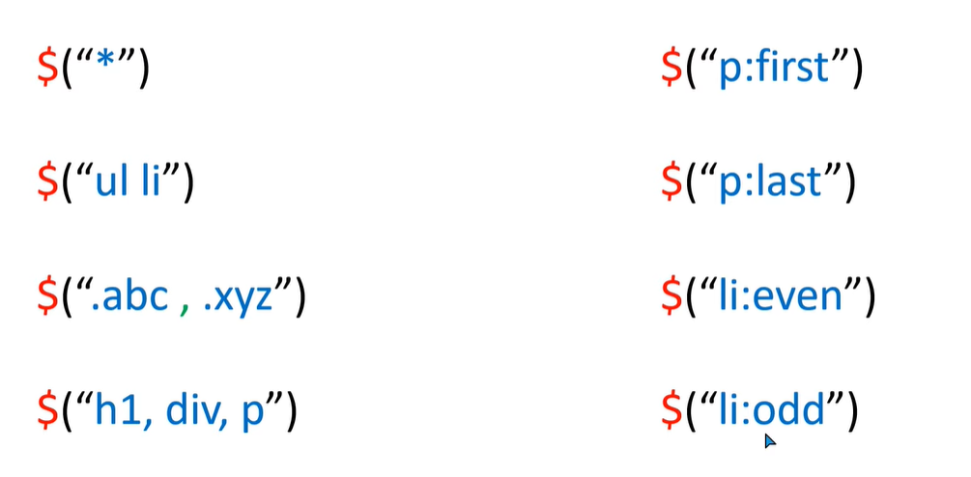 $(“*”)
$(“ul li”)
$(“.abc , .xyz”)
$(“h1, div, p”)
$(“p:first”)
$(“p:last”)
$(“li:even”)
$(“li:odd”)